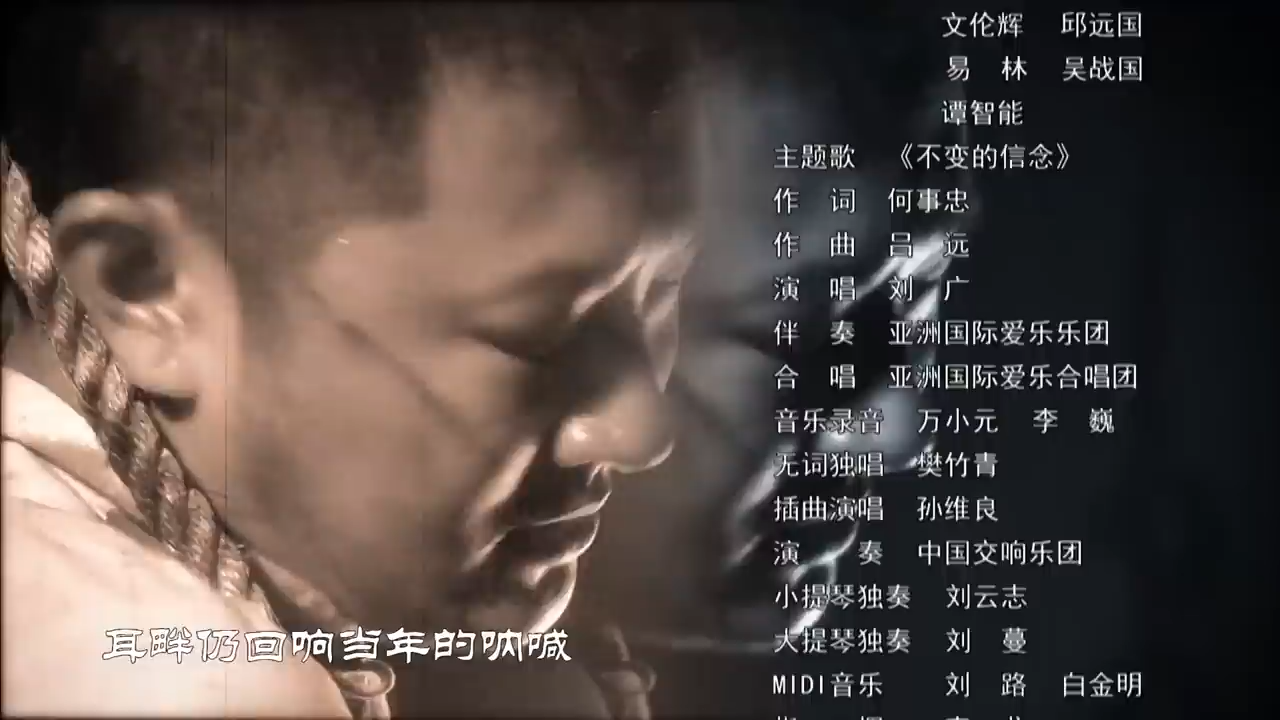 文伦辉 邱远国
易 林 吴战国
谭智能
主题歌 《不变的信念》
作 词 何事忠
作 曲 吕 远
演 唱 刘 广
伴 奏 亚洲国际爱乐乐团
合 唱 亚洲国际爱乐合唱团
音乐录音 万小元 李 巍
无词独唱 樊竹青
插曲演唱 孙维良
演 奏 中国交响乐团
小提琴独奏 刘云志
大提琴独奏 刘 蔓
MIDI音乐 刘 路 白金明
耳畔仍回响当年的呐喊